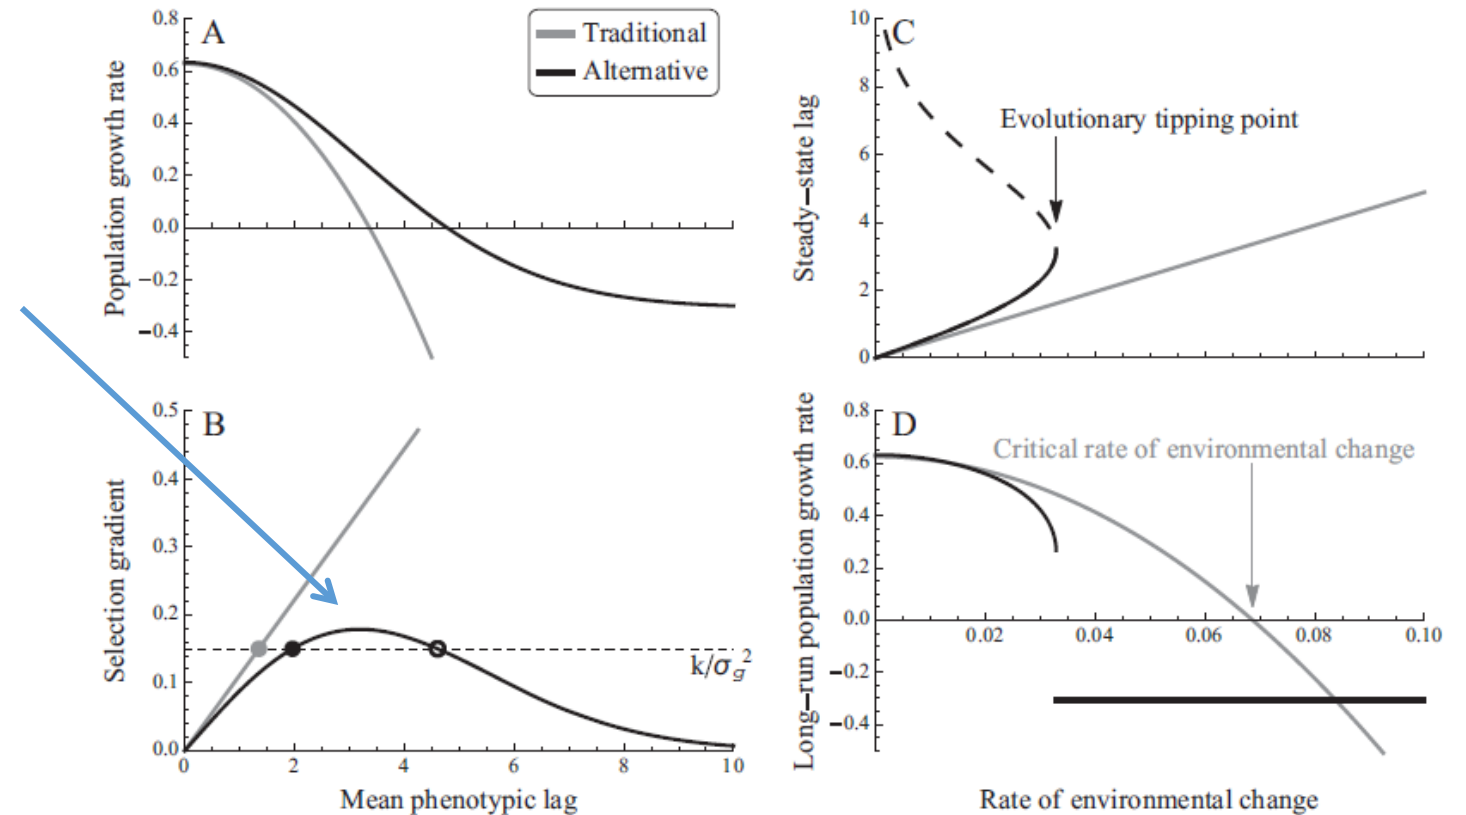 A
Traditional
Alternative
Population growth rate
0.8
0.6
0.4
0.2
0.0
−0.2
−0.4
C
Evolutionary tipping point
Steady−state lag
10
8
6
4
2
0
B
Selection gradient
0.5
0.4
0.3
0.2
0.1
0.0
k/σg²
0 2 4 6 8 10
Mean phenotypic lag
D
Critical rate of environmental change
Long−run population growth rate
0.8
0.6
0.4
0.2
0.0
−0.2
−0.4
0.02 0.04 0.06 0.08 0.10
Rate of environmental change